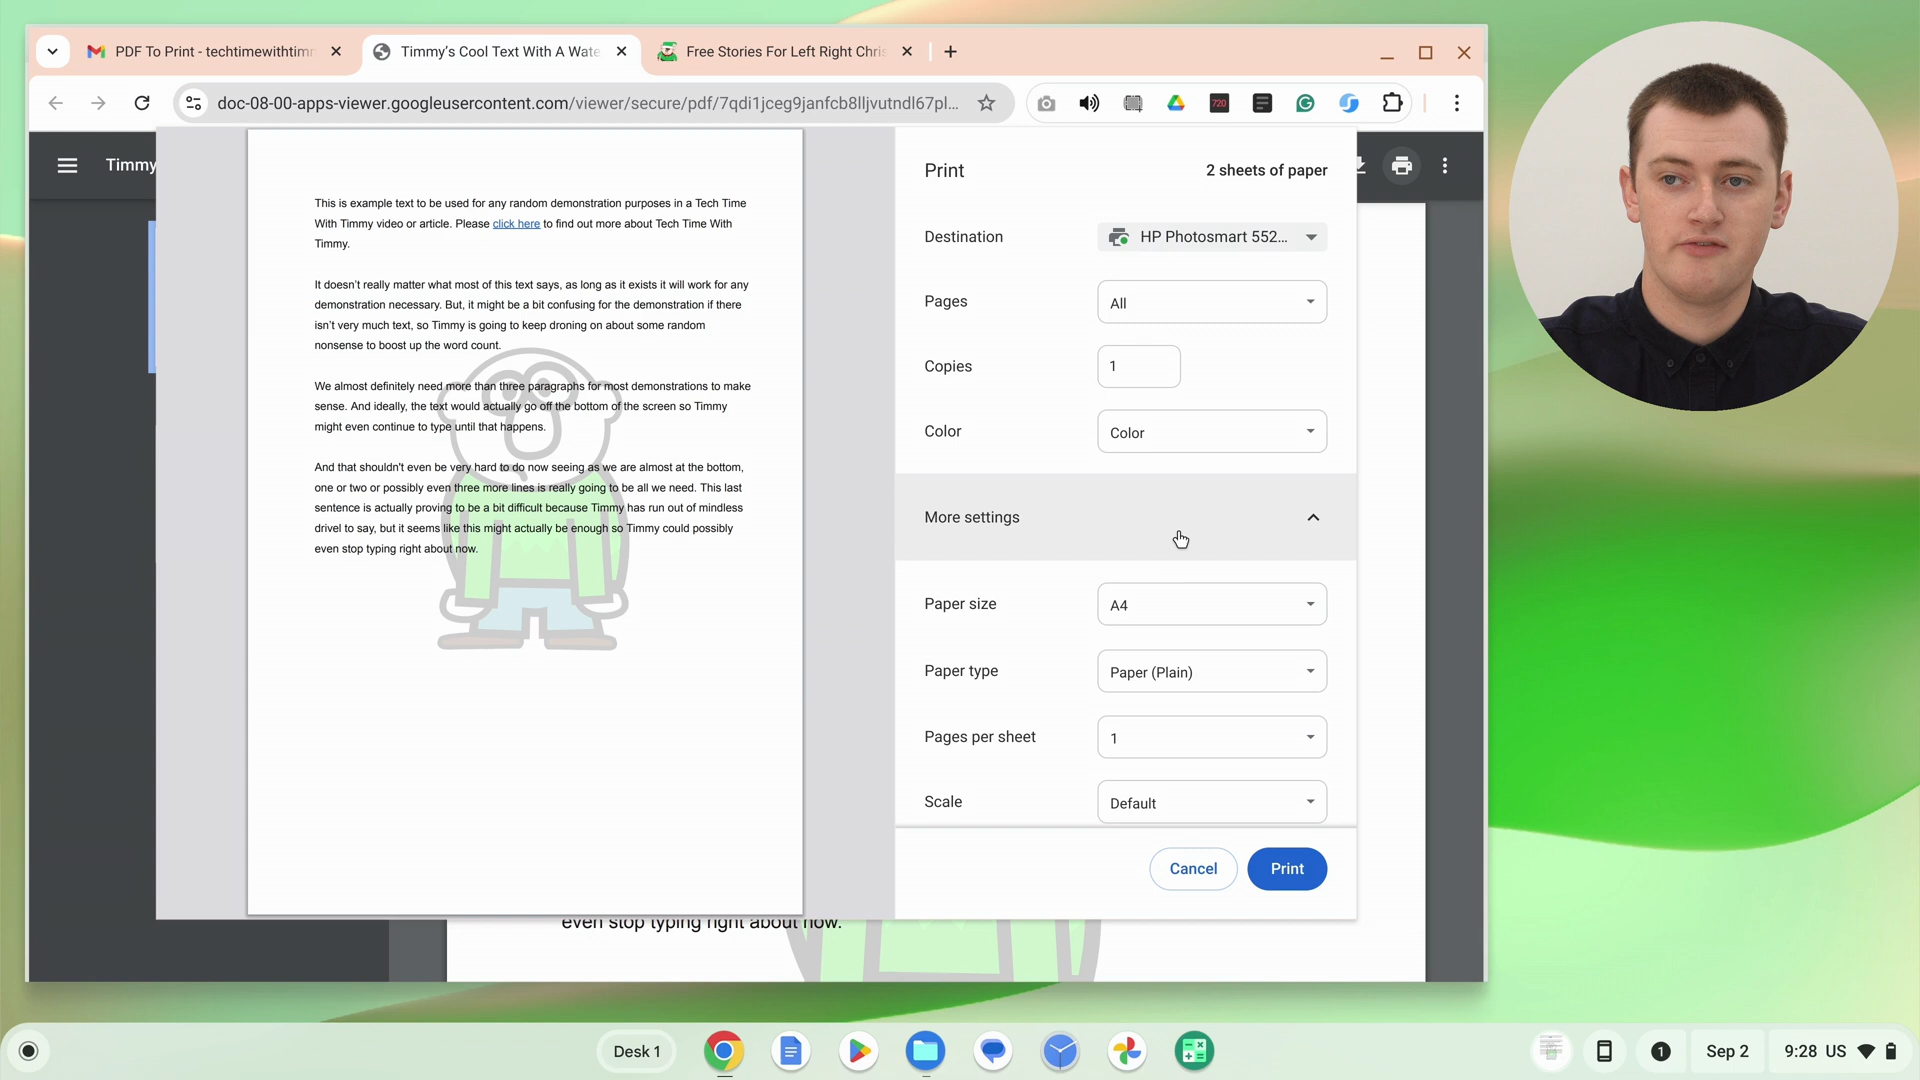 PDF To Print - techtimewithtimm
Timmy's Cool Text With A Wate
Free Stories For Left Right Chris
doc-08-00-apps-viewer.googleusercontent.com/viewer/secure/pdf/7qdi1jceg9janfcb8lljvutndl67pl...
720
Timmy
This is example text to be used for any random demonstration purposes in a Tech Time
With Timmy video or article. Please click here to find out more about Tech Time With
Timmy.
It doesn't really matter what most of this text says, as long as it exists it will work for any
demonstration necessary. But, it might be a bit confusing for the demonstration if there
isn't very much text, so Timmy is going to keep droning on about some random
nonsense to boost up the word count.
We almost definitely need more than three paragraphs for most demonstrations to make
sense. And ideally, the text would actually go off the bottom of the screen so Timmy
might even continue to type until that happens.
And that shouldn't even be very hard to do now seeing as we are almost at the bottom,
one or two or possibly even three more lines is really going to be all we need. This last
sentence is actually proving to be a bit difficult because Timmy has run out of mindless
drivel to say, but it seems like this might actually be enough so Timmy could possibly
even stop typing right about now.
Print
2 sheets of paper
Destination
HP Photosmart 552...
Pages
All
Copies
1
Color
Color
More settings
Paper size
A4
Paper type
Paper (Plain)
Pages per sheet
1
Scale
Default
Cancel
Print
even stop typing right about now.
Desk 1
1
Sep 2
9:28 US